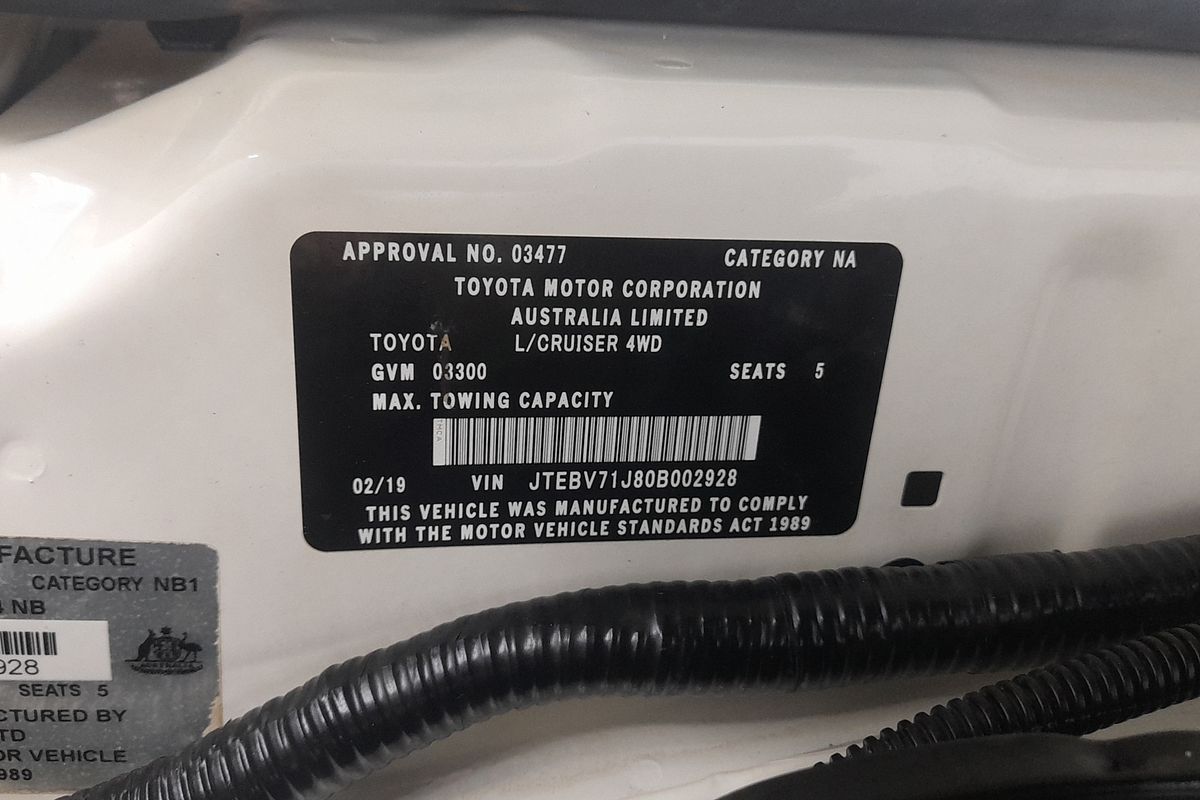 APPROVAL NO. 03477 CATEGORY NA
TOYOTA MOTOR CORPORATION
AUSTRALIA LIMITED
TOYOTA L/CRUISER 4WD
GVM 03300 SEATS 5
MAX. TOWING CAPACITY
TMCA
02/19 VIN JTEBV71J80B002928
THIS VEHICLE WAS MANUFACTURED TO COMPLY
WITH THE MOTOR VEHICLE STANDARDS ACT 1989
FACTURE
CATEGORY NB1
NB
928
AUSTRALIA
SEATS 5
CTURED BY
TD
OR VEHICLE
989